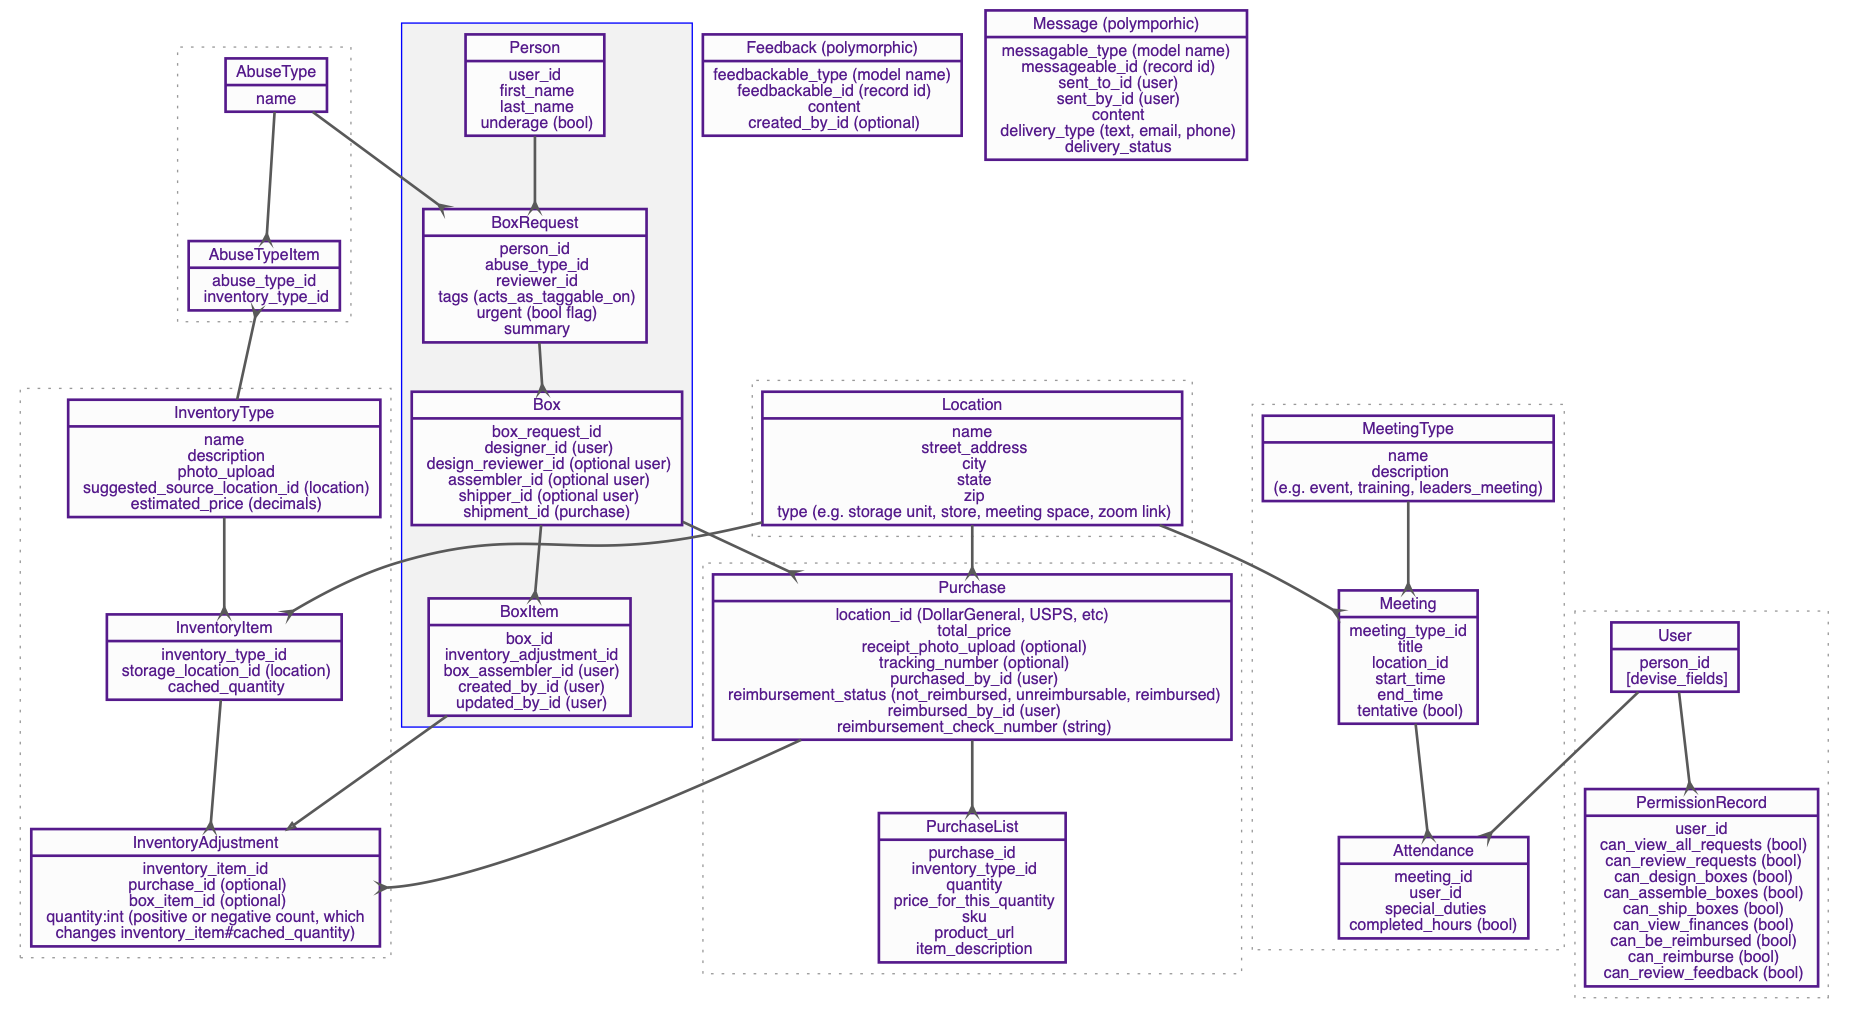 AbuseType
name
AbuseTypeItem
abuse_type_id
inventory_type_id
Person
user_id
first_name
last_name
underage (bool)
BoxRequest
person_id
abuse_type_id
reviewer_id
tags (acts_as_taggable_on)
urgent (bool flag)
summary
Feedback (polymorphic)
feedbackable_type (model name)
feedbackable_id (record id)
content
created_by_id (optional)
Message (polymporhic)
messagable_type (model name)
messageable_id (record id)
sent_to_id (user)
sent_by_id (user)
content
delivery_type (text, email, phone)
delivery_status
InventoryType
name
description
photo_upload
suggested_source_location_id (location)
estimated_price (decimals)
Box
box_request_id
designer_id (user)
design_reviewer_id (optional user)
assembler_id (optional user)
shipper_id (optional user)
shipment_id (purchase)
Location
name
street_address
city
state
zip
type (e.g. storage unit, store, meeting space, zoom link)
MeetingType
name
description
(e.g. event, training, leaders_meeting)
InventoryItem
inventory_type_id
storage_location_id (location)
cached_quantity
BoxItem
box_id
inventory_adjustment_id
box_assembler_id (user)
created_by_id (user)
updated_by_id (user)
Purchase
location_id (DollarGeneral, USPS, etc)
total_price
receipt_photo_upload (optional)
tracking_number (optional)
purchased_by_id (user)
reimbursement_status (not_reimbursed, unreimbursable, reimbursed)
reimbursed_by_id (user)
reimbursement_check_number (string)
Meeting
meeting_type_id
title
location_id
start_time
end_time
tentative (bool)
User
person_id
[devise_fields]
InventoryAdjustment
inventory_item_id
purchase_id (optional)
box_item_id (optional)
quantity:int (positive or negative count, which
changes inventory_item#cached_quantity)
PurchaseList
purchase_id
inventory_type_id
quantity
price_for_this_quantity
sku
product_url
item_description
Attendance
meeting_id
user_id
special_duties
completed_hours (bool)
PermissionRecord
user_id
can_view_all_requests (bool)
can_review_requests (bool)
can_design_boxes (bool)
can_assemble_boxes (bool)
can_ship_boxes (bool)
can_view_finances (bool)
can_be_reimbursed (bool)
can_reimburse (bool)
can_review_feedback (bool)